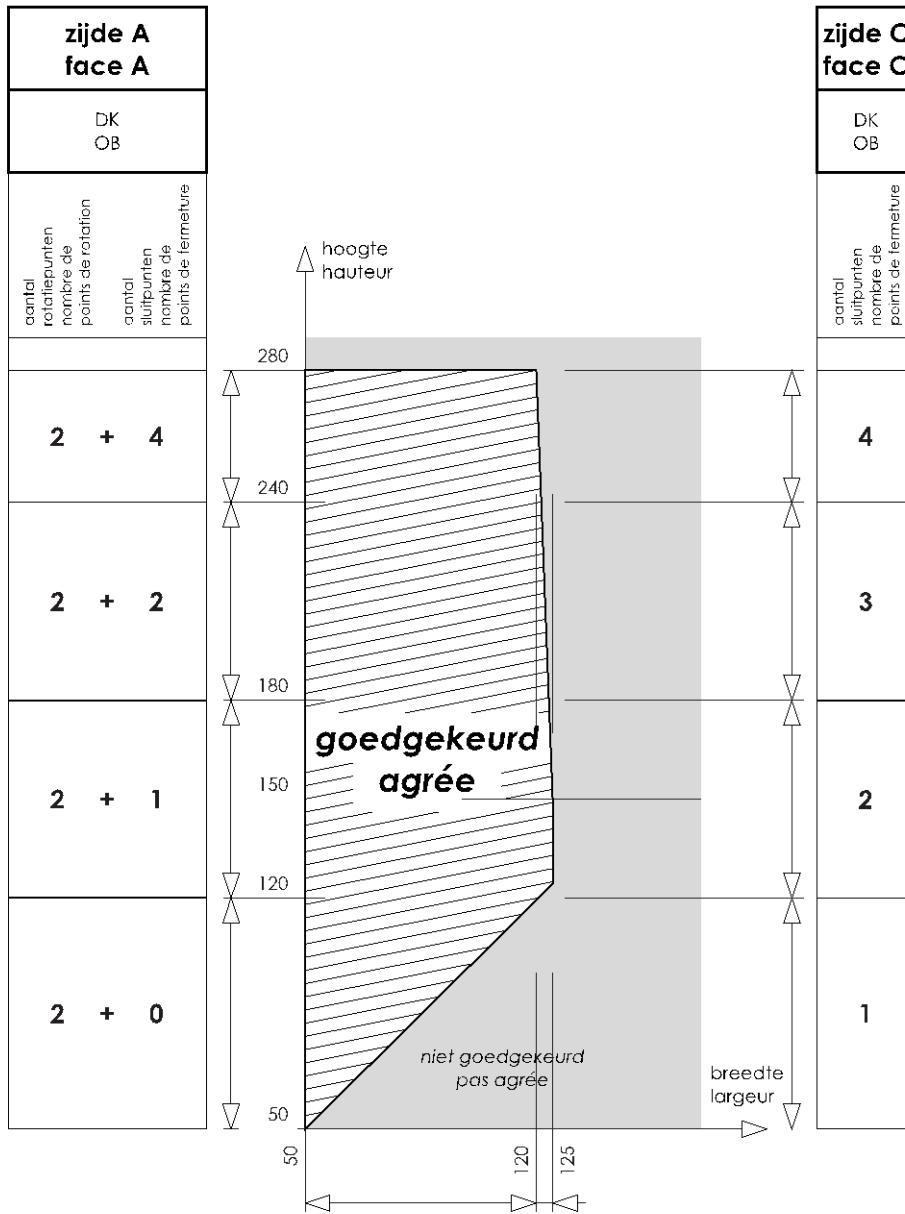 zijde A
face A
DK
OB
aantal
rotatiepunten
nombre de
points de rotation
aantal
sluitpunten
nombre de
points de fermeture
2 + 4
2 + 2
2 + 1
2 + 0
hoogte
hauteur
280
240
180
150
120
50
goedgekeurd
agrée
niet goedgekeurd
pas agrée
breedte
largeur
50
120
125
zijde C
face C
DK
OB
aantal
sluitpunten
nombre de
points de fermeture
4
3
2
1